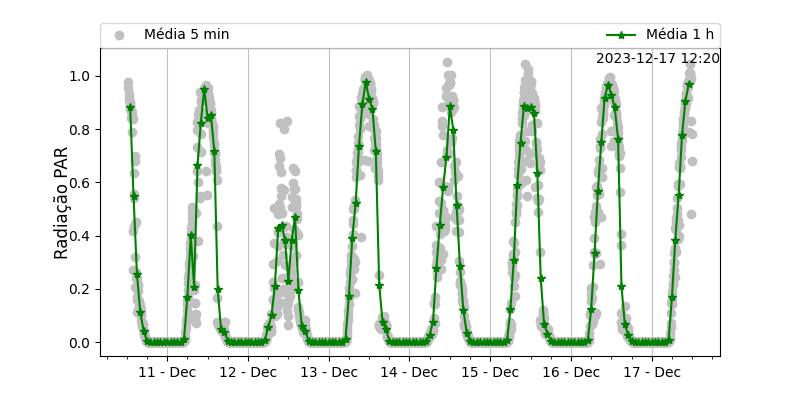 Média 5 min
Média 1 h
2023-12-17 12:20
Radiação PAR
1.0
0.8
0.6
0.4
0.2
0.0
11 - Dec
12 - Dec
13 - Dec
14 - Dec
15 - Dec
16 - Dec
17 - Dec